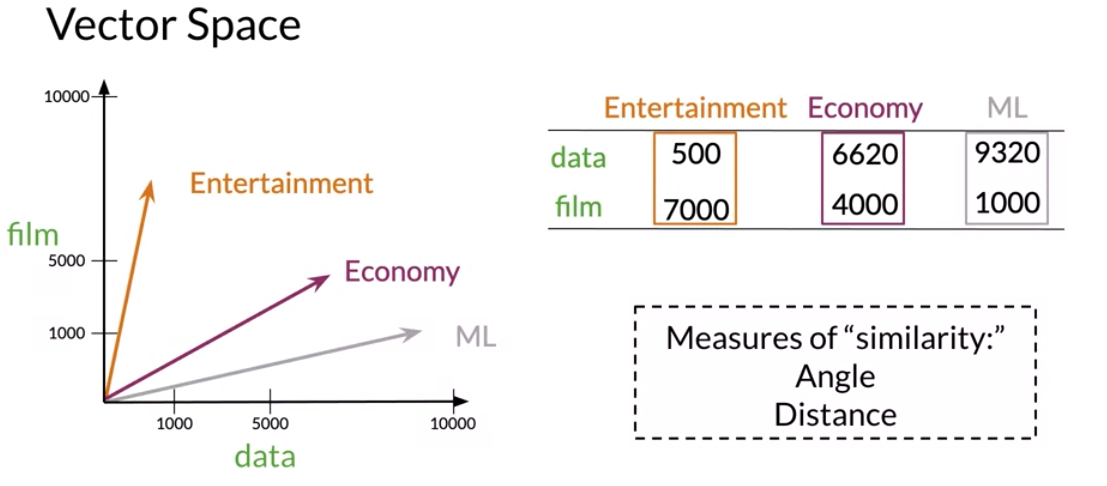 Vector Space
10000
Entertainment
film
5000
Economy
1000
ML
1000 5000 10000
data
Entertainment Economy ML
data 500 6620 9320
film 7000 4000 1000
Measures of “similarity:”
Angle
Distance